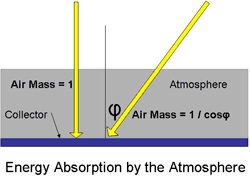 Air Mass = 1
Atmosphere
φ
Collector
Air Mass = 1 / cosφ
Energy Absorption by the Atmosphere